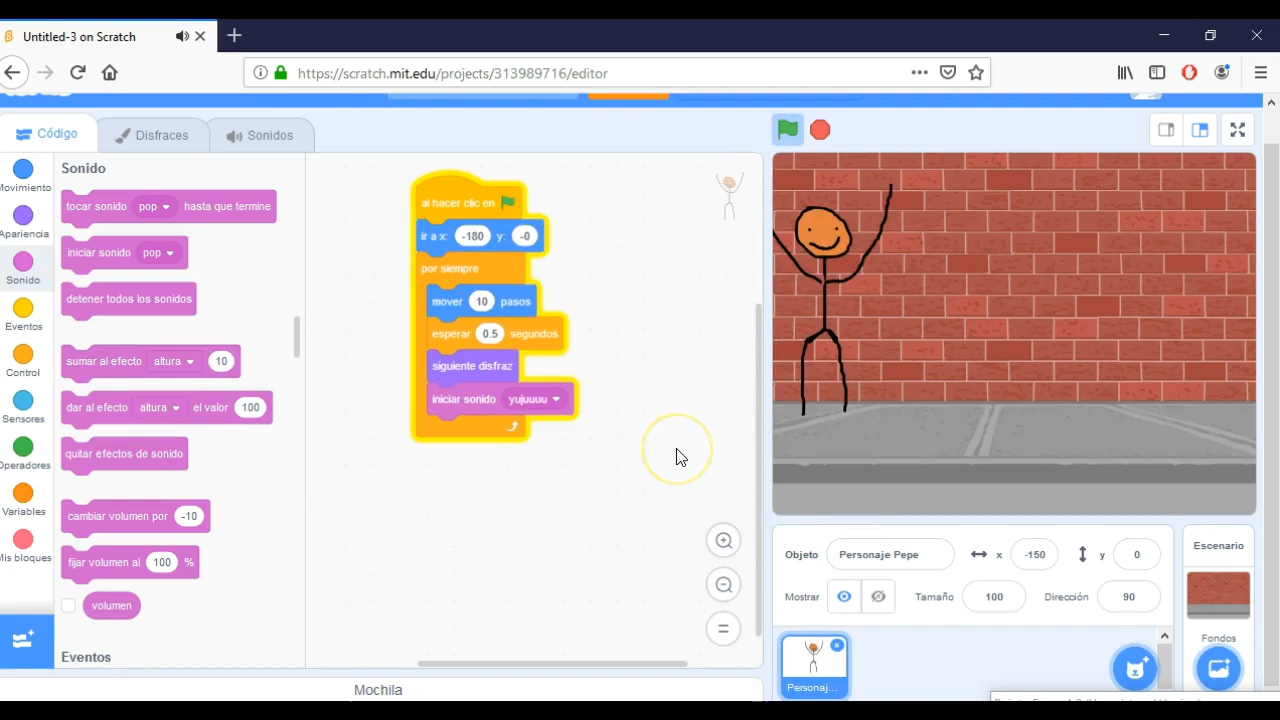 Untitled-3 on Scratch
https://scratch.mit.edu/projects/313989716/editor
Código
Disfraces
Sonidos
Movimiento
Apariencia
Sonido
Eventos
Control
Sensores
Operadores
Variables
Mis bloques
Sonido
tocar sonido pop hasta que termine
iniciar sonido pop
detener todos los sonidos
sumar al efecto altura 10
dar al efecto altura el valor 100
quitar efectos de sonido
cambiar volumen por -10
fijar volumen al 100 %
volumen
Eventos
al hacer clic en
ir a x: -180 y: -0
por siempre
mover 10 pasos
esperar 0.5 segundos
siguiente disfraz
iniciar sonido yujuuuu
Mochila
Objeto Personaje Pepe x -150 y 0
Mostrar Tamaño 100 Dirección 90
Personaj...
Escenario
Fondos